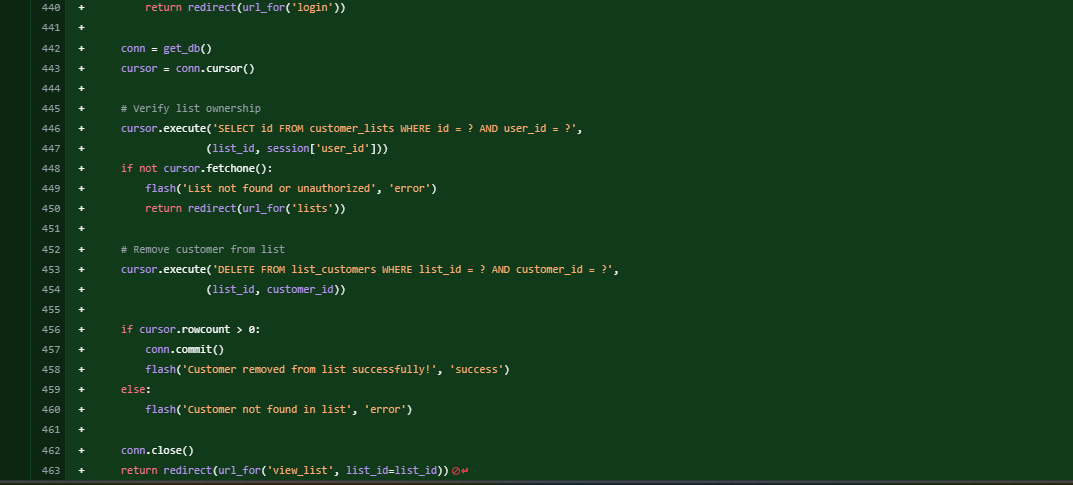 440 + return redirect(url_for('login'))
441 +
442 + conn = get_db()
443 + cursor = conn.cursor()
444 +
445 + # Verify list ownership
446 + cursor.execute('SELECT id FROM customer_lists WHERE id = ? AND user_id = ?',
447 + (list_id, session['user_id']))
448 + if not cursor.fetchone():
449 + flash('List not found or unauthorized', 'error')
450 + return redirect(url_for('lists'))
451 +
452 + # Remove customer from list
453 + cursor.execute('DELETE FROM list_customers WHERE list_id = ? AND customer_id = ?',
454 + (list_id, customer_id))
455 +
456 + if cursor.rowcount > 0:
457 + conn.commit()
458 + flash('Customer removed from list successfully!', 'success')
459 + else:
460 + flash('Customer not found in list', 'error')
461 +
462 + conn.close()
463 + return redirect(url_for('view_list', list_id=list_id))